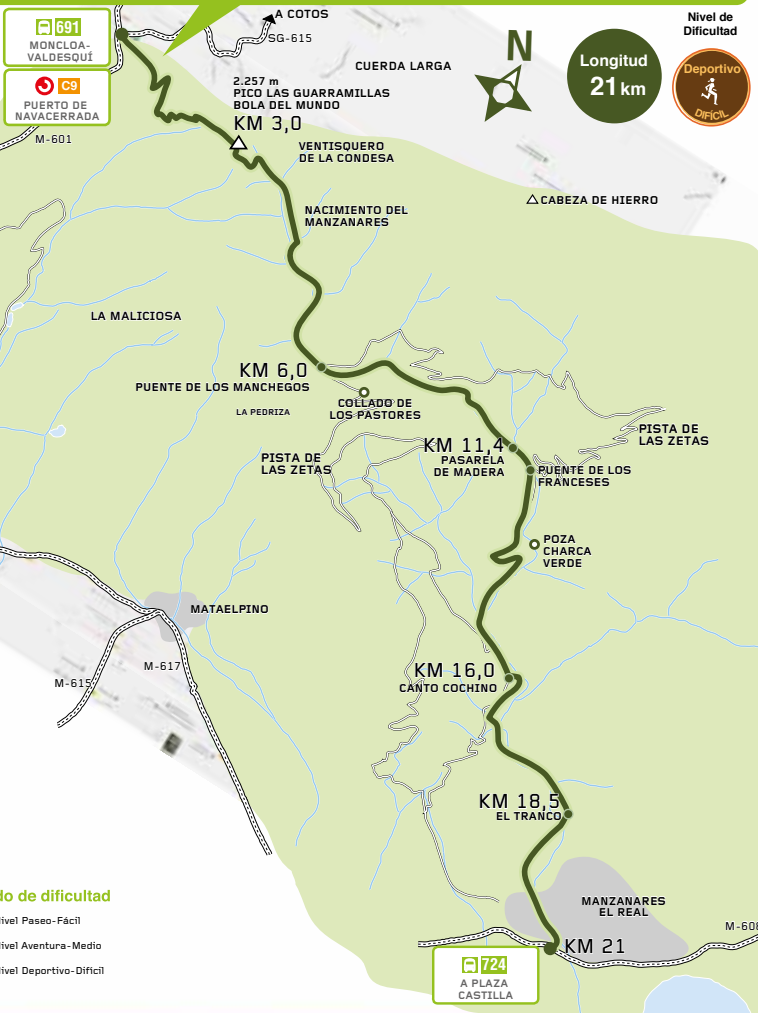 691
MONCLOA-
VALDESQUÍ
C9
PUERTO DE
NAVACERRADA
M-601
A COTOS
SG-615
CUERDA LARGA
N
Longitud
21 km
Nivel de
Dificultad
Deportivo
DIFÍCIL
2.257 m
PICO LAS GUARRAMILLAS
BOLA DEL MUNDO
KM 3,0
VENTISQUERO
DE LA CONDESA
CABEZA DE HIERRO
NACIMIENTO DEL
MANZANARES
LA MALICIOSA
KM 6,0
PUENTE DE LOS MANCHEGOS
LA PEDRIZA
COLLADO DE
LOS PASTORES
PISTA DE
LAS ZETAS
KM 11,4
PASARELA
DE MADERA
PISTA DE
LAS ZETAS
PUENTE DE LOS
FRANCESES
POZA
CHARCA
VERDE
MATAELPINO
M-617
M-615
KM 16,0
CANTO COCHINO
KM 18,5
EL TRANCO
MANZANARES
EL REAL
M-608
KM 21
724
A PLAZA
CASTILLA
do de dificultad
Nivel Paseo-Fácil
Nivel Aventura-Medio
Nivel Deportivo-Dificil